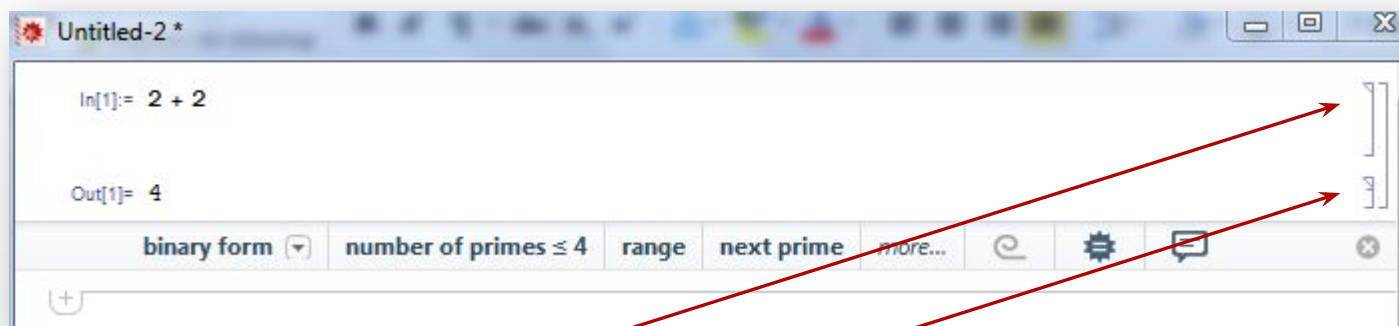 Untitled-2 *
In[1]:= 2 + 2
Out[1]= 4
binary form number of primes ≤ 4 range next prime more...